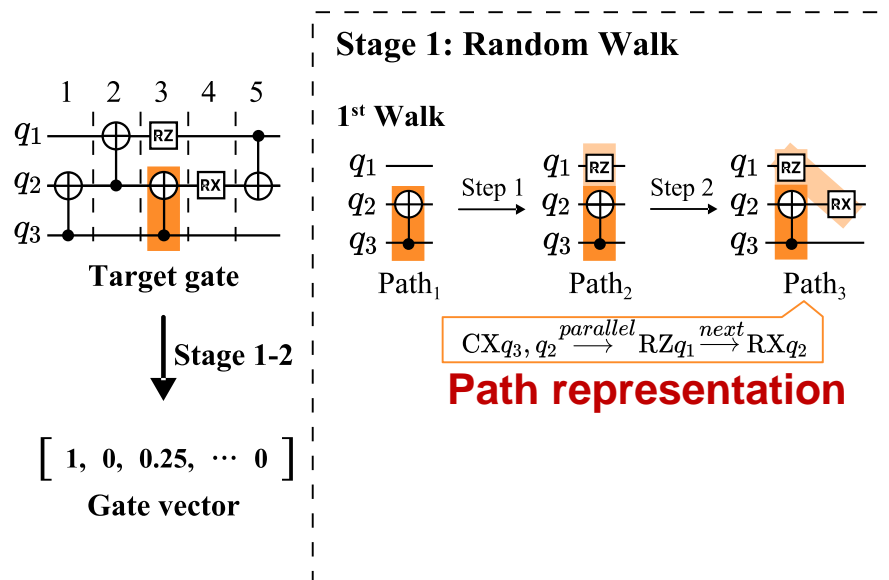 Stage 1: Random Walk
1 2 3 4 5
q1 RZ
q2 RX
q3
Target gate
Stage 1-2
[ 1, 0, 0.25, ⋯ 0 ]
Gate vector
1st Walk
q1
q2
q3
Path1
Step 1
q1 RZ
q2
q3
Path2
Step 2
q1 RZ
q2 RX
q3
Path3
CXq3, q2 parallel→ RZq1 next→ RXq2
Path representation